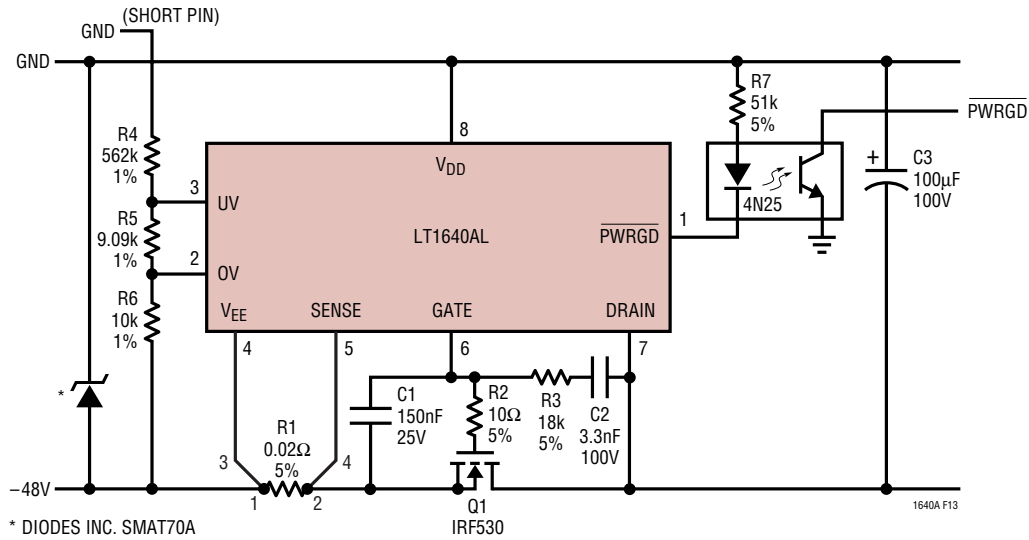 (SHORT PIN)
GND
GND
R4
562k
1%
R5
9.09k
1%
R6
10k
1%
3
2
8
VDD
UV
OV
LT1640AL
PWRGD
1
VEE
SENSE
GATE
DRAIN
4
5
6
7
R7
51k
5%
4N25
PWRGD
+
C3
100µF
100V
*
R1
0.02Ω
5%
3
4
1
2
C1
150nF
25V
R2
10Ω
5%
R3
18k
5%
C2
3.3nF
100V
−48V
Q1
IRF530
1640A F13
* DIODES INC. SMAT70A